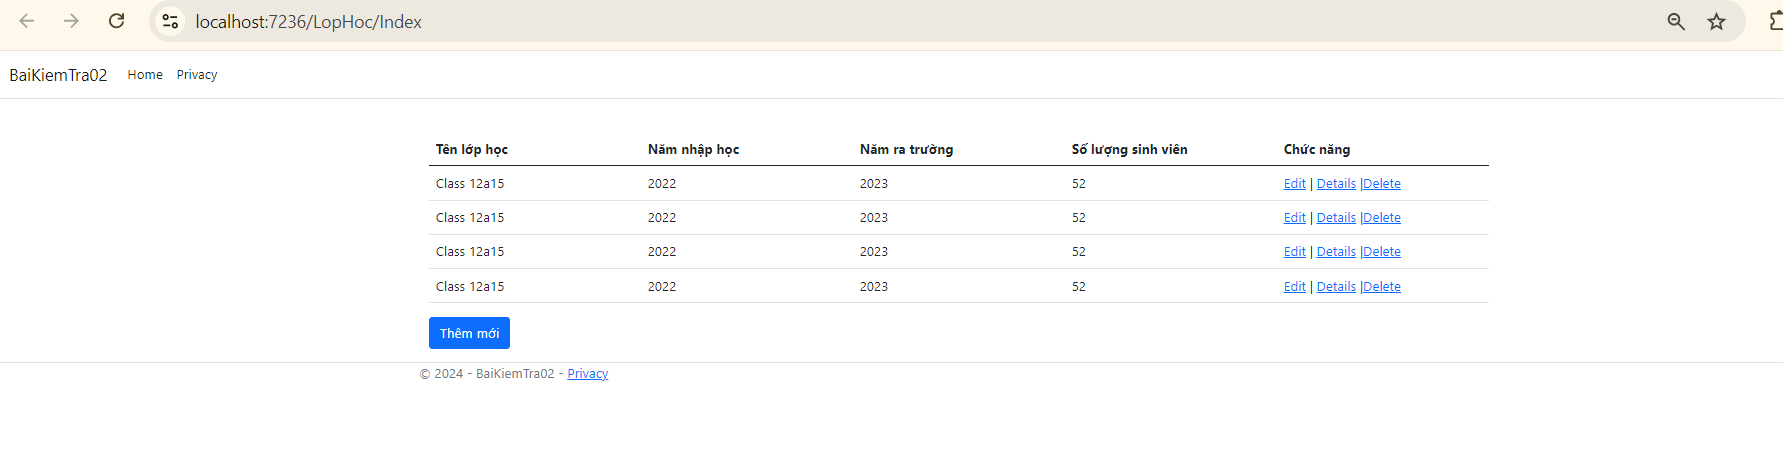 localhost:7236/LopHoc/Index
BaiKiemTra02 Home Privacy
Tên lớp học Năm nhập học Năm ra trường Số lượng sinh viên Chức năng
Class 12a15 2022 2023 52 Edit | Details |Delete
Class 12a15 2022 2023 52 Edit | Details |Delete
Class 12a15 2022 2023 52 Edit | Details |Delete
Class 12a15 2022 2023 52 Edit | Details |Delete
Thêm mới
© 2024 - BaiKiemTra02 - Privacy